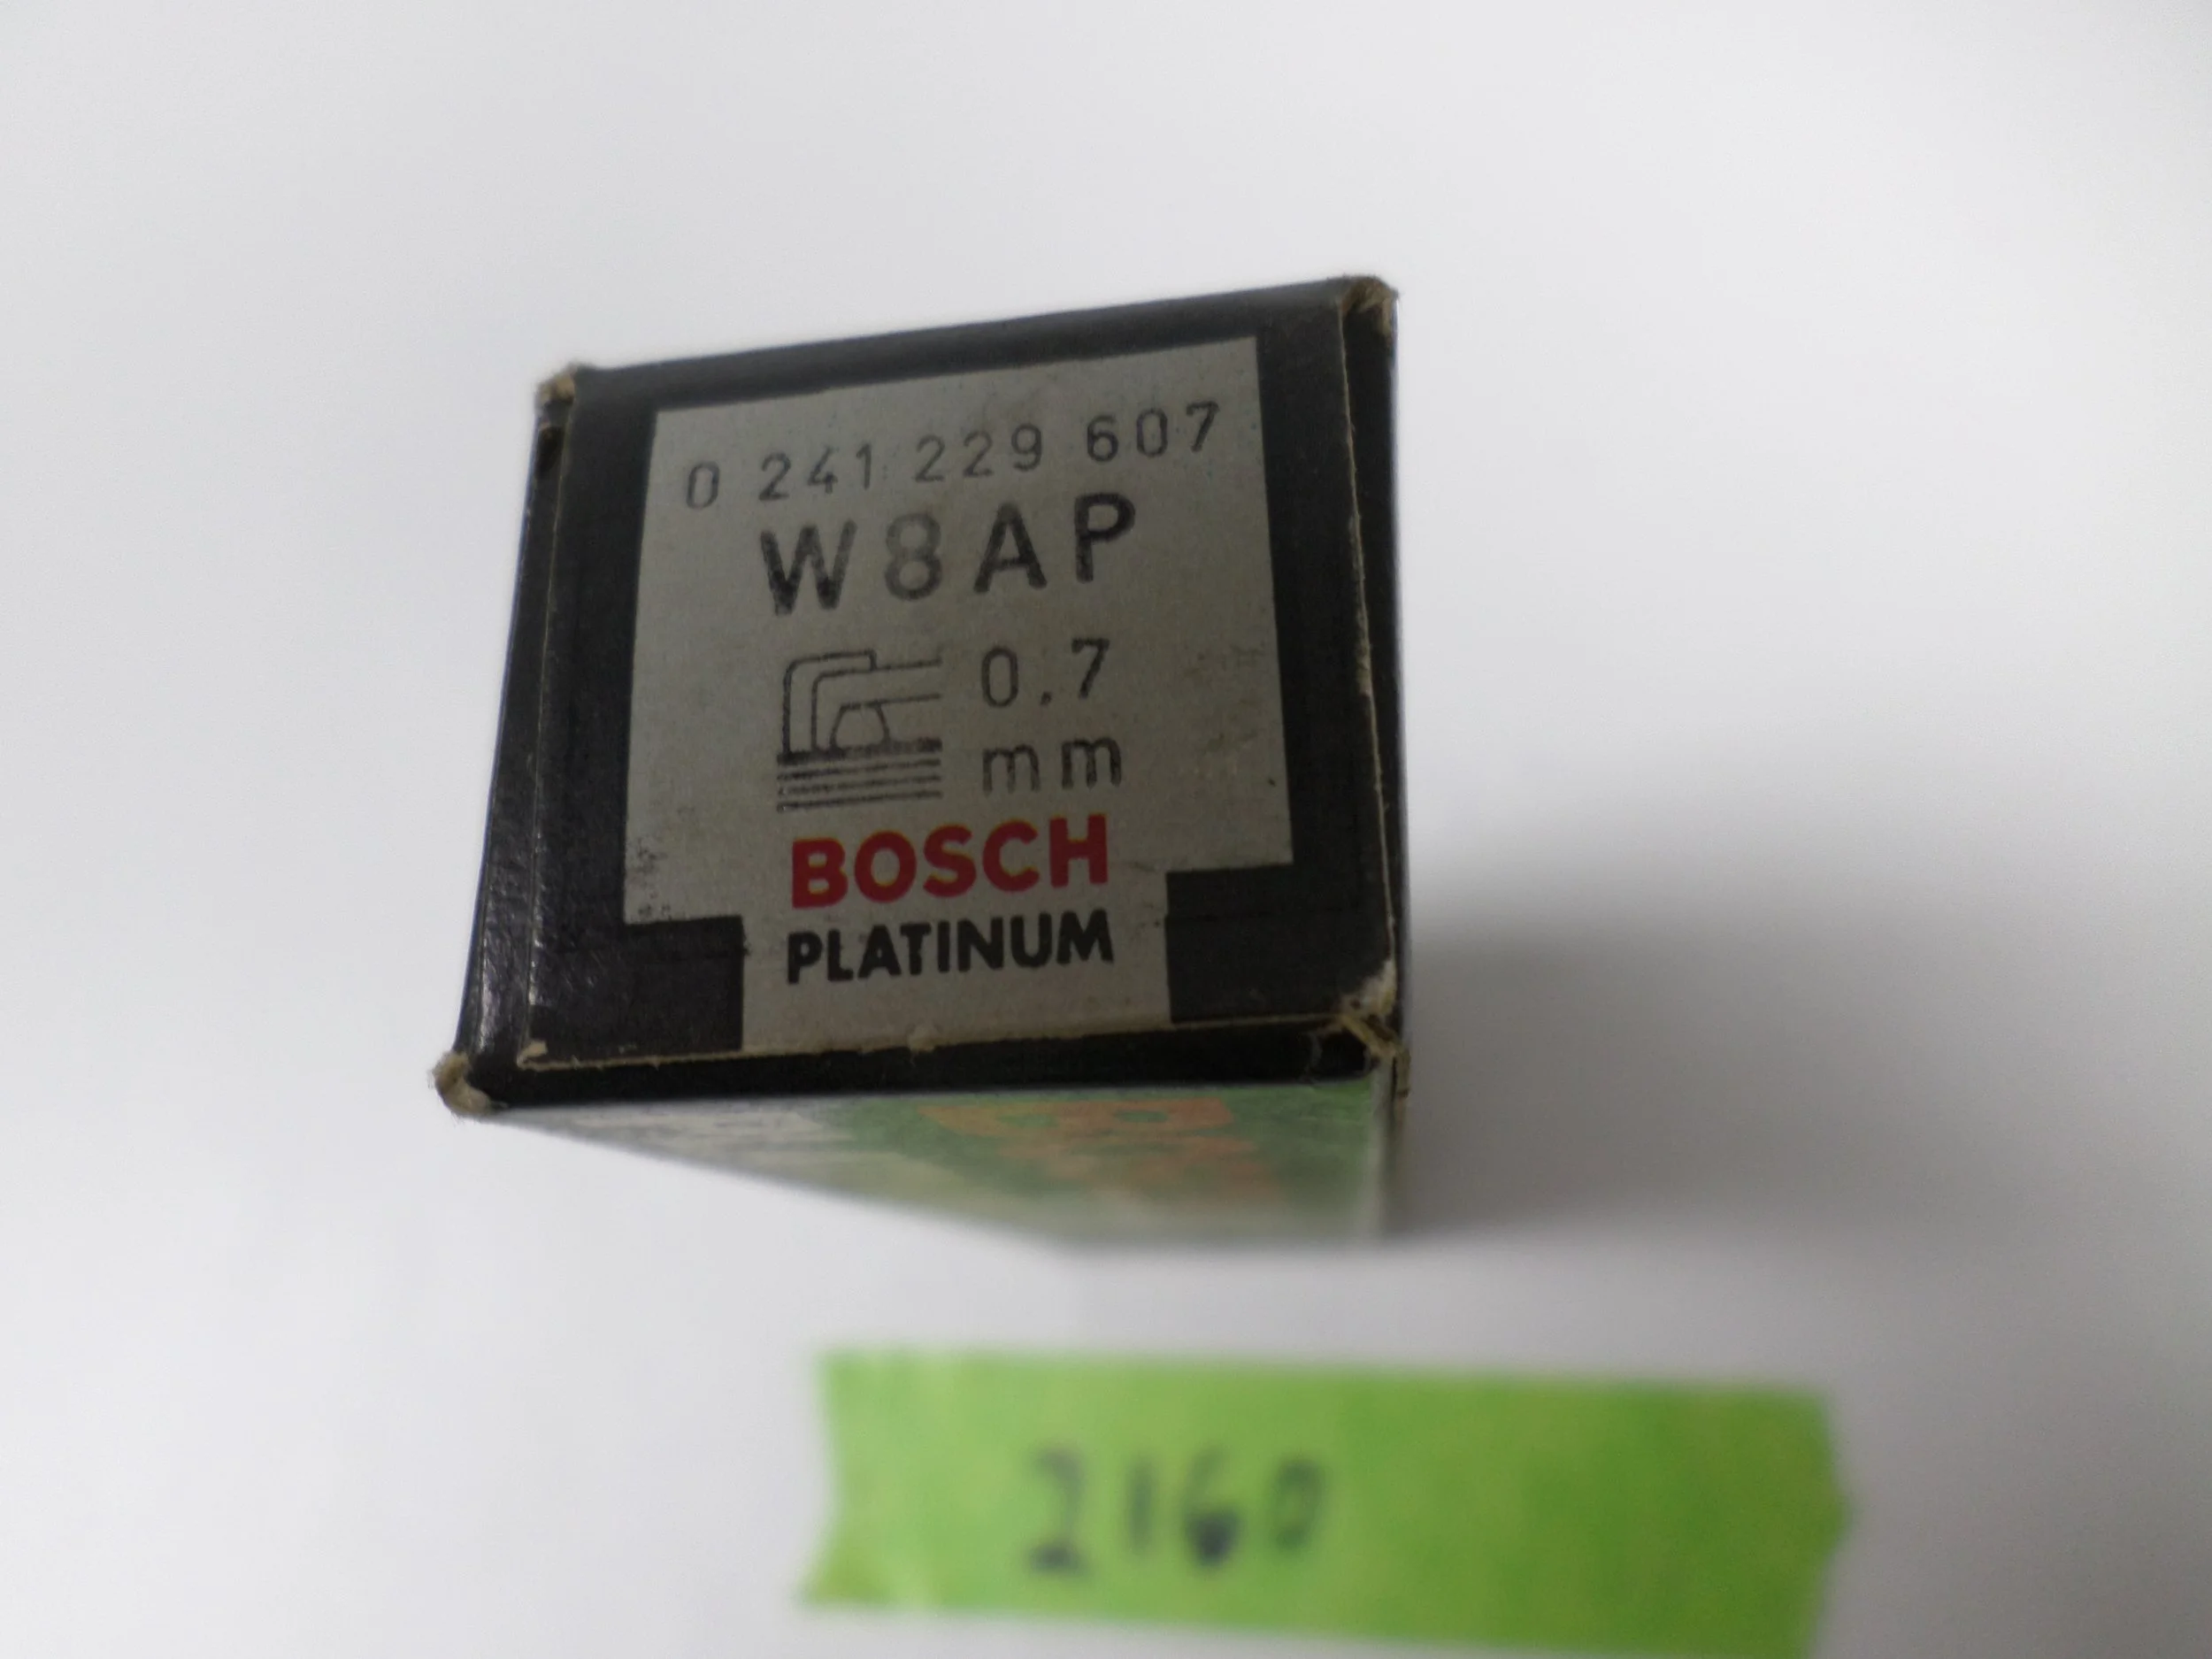 0 241 229 607
W8AP
0.7
mm
BOSCH
PLATINUM
2160